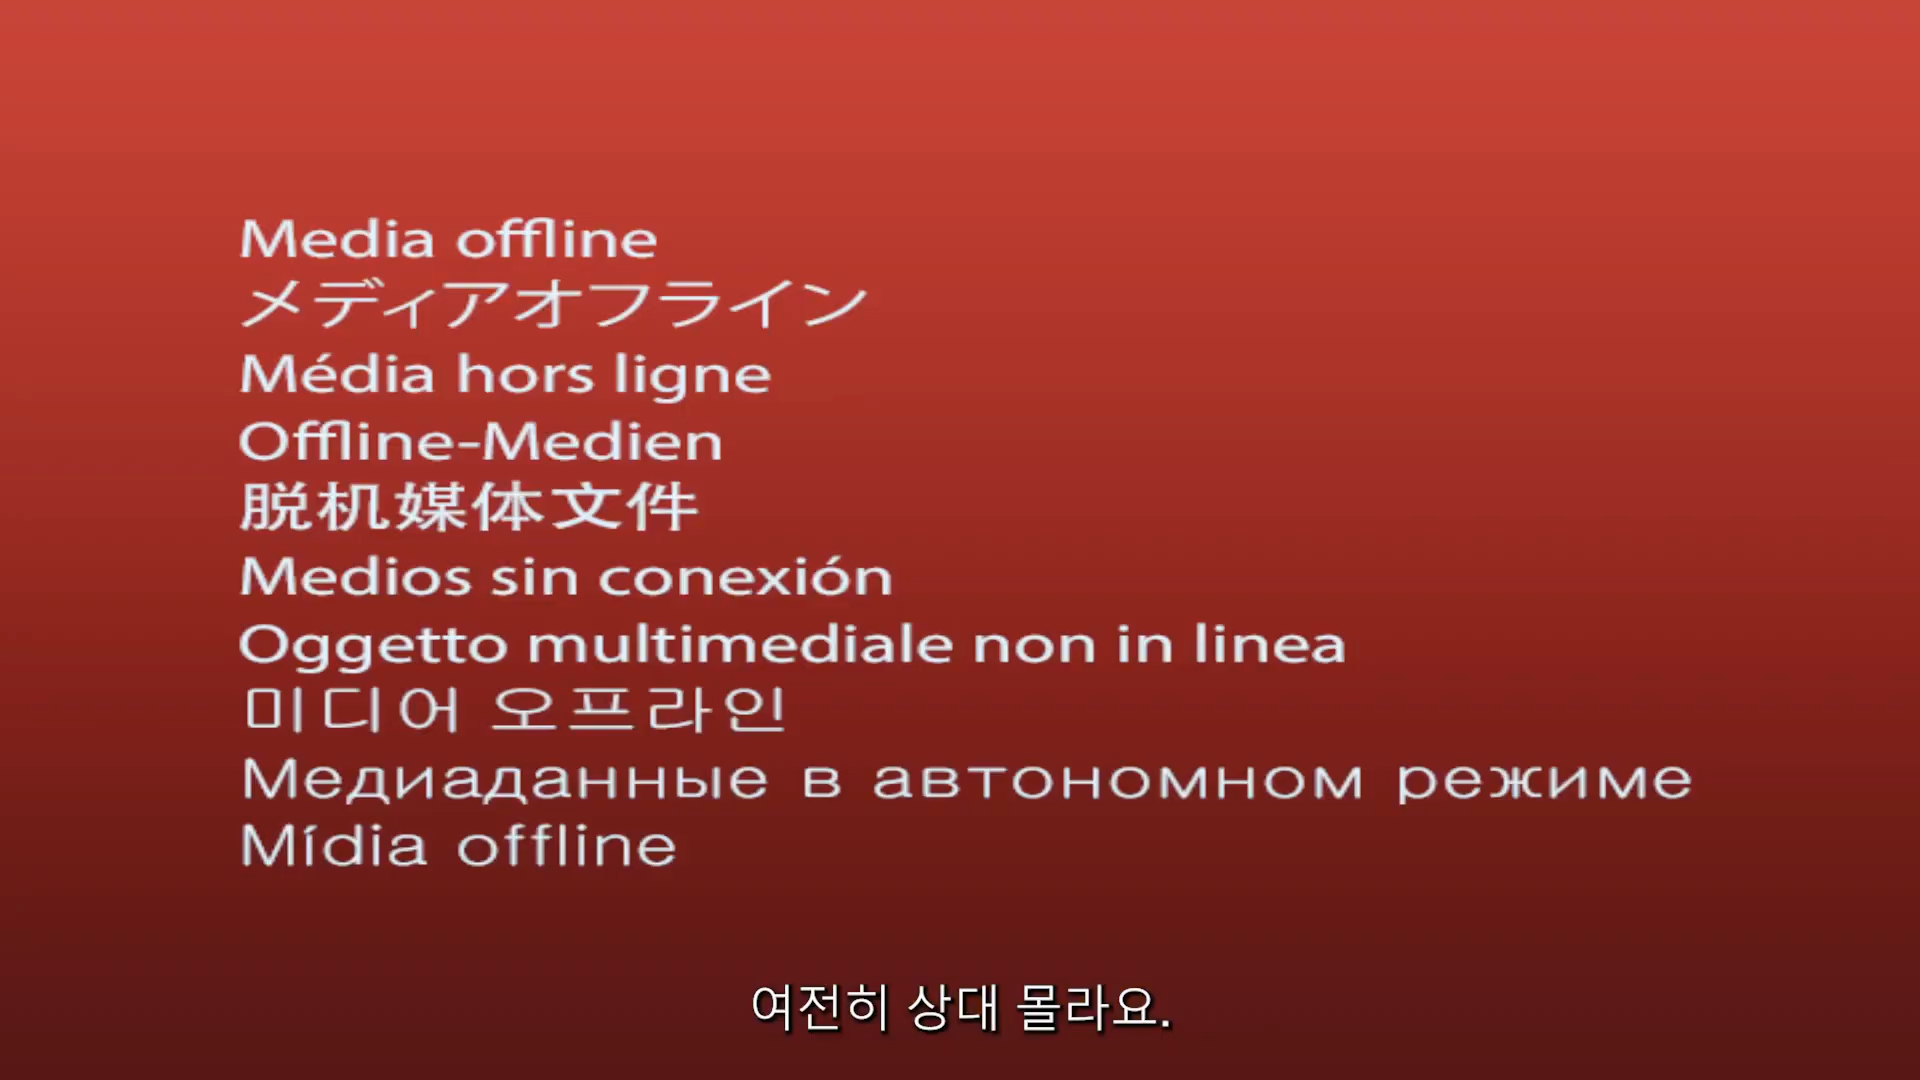 Media offline
メディアオフライン
Média hors ligne
Offline-Medien
脱机媒体文件
Medios sin conexión
Oggetto multimediale non in linea
미디어 오프라인
Медиаданные в автономном режиме
Mídia offline
여전히 상대 몰라요.